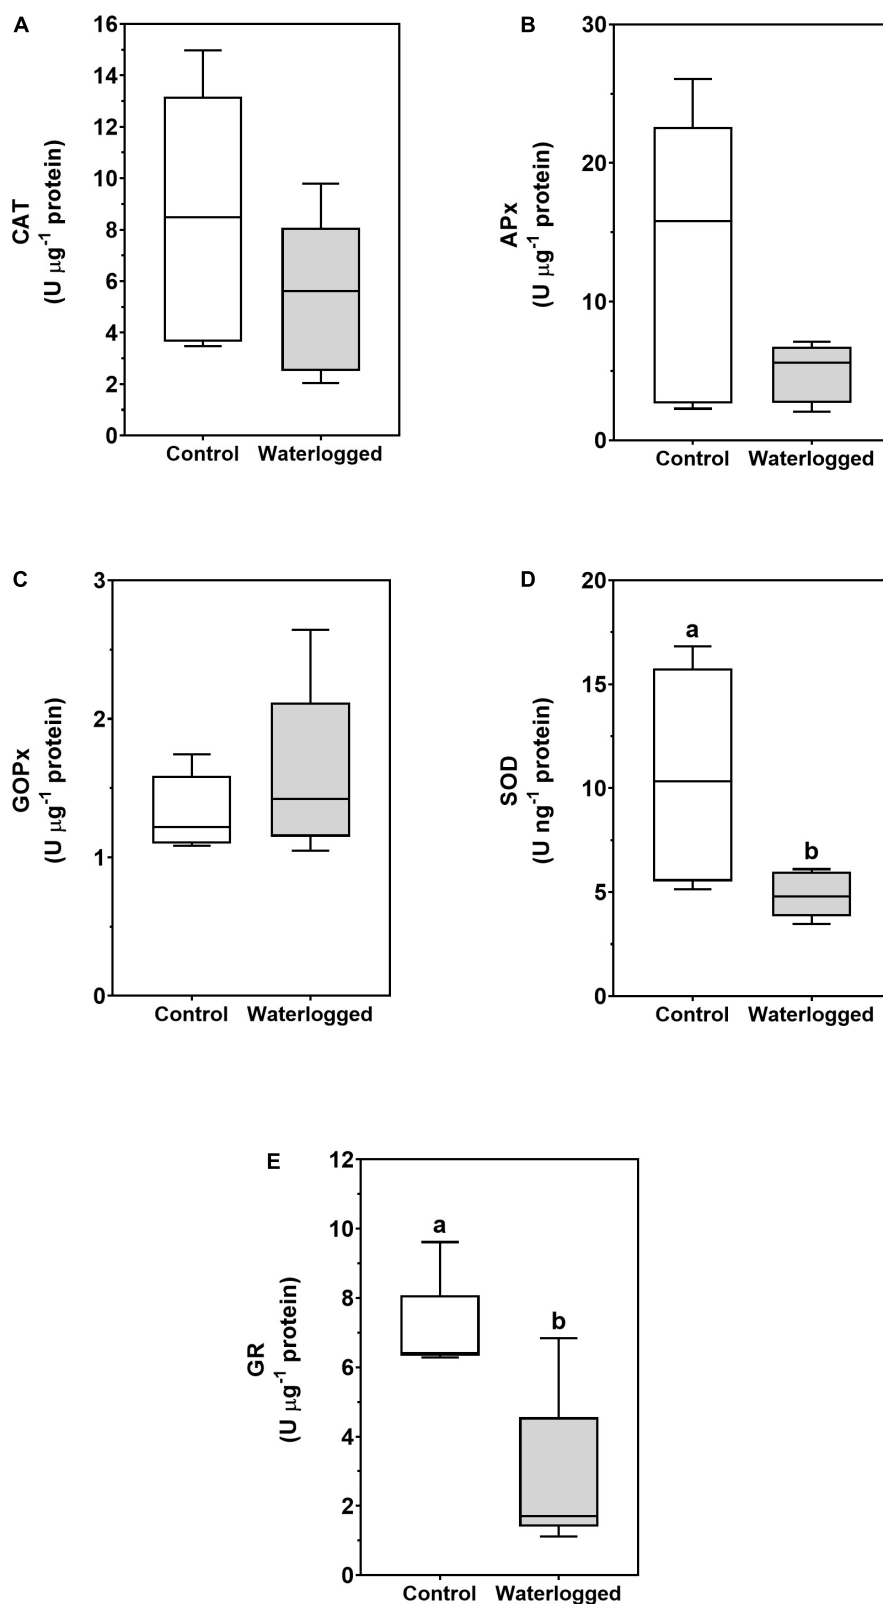 A
CAT
(U μg⁻¹ protein)
16
14
12
10
8
6
4
2
0
Control Waterlogged
B
APx
(U μg⁻¹ protein)
30
20
10
0
Control Waterlogged
C
GOPx
(U μg⁻¹ protein)
3
2
1
0
Control Waterlogged
D
SOD
(U ng⁻¹ protein)
20
15
10
5
0
a
b
Control Waterlogged
E
GR
(U μg⁻¹ protein)
12
10
8
6
4
2
0
a
b
Control Waterlogged